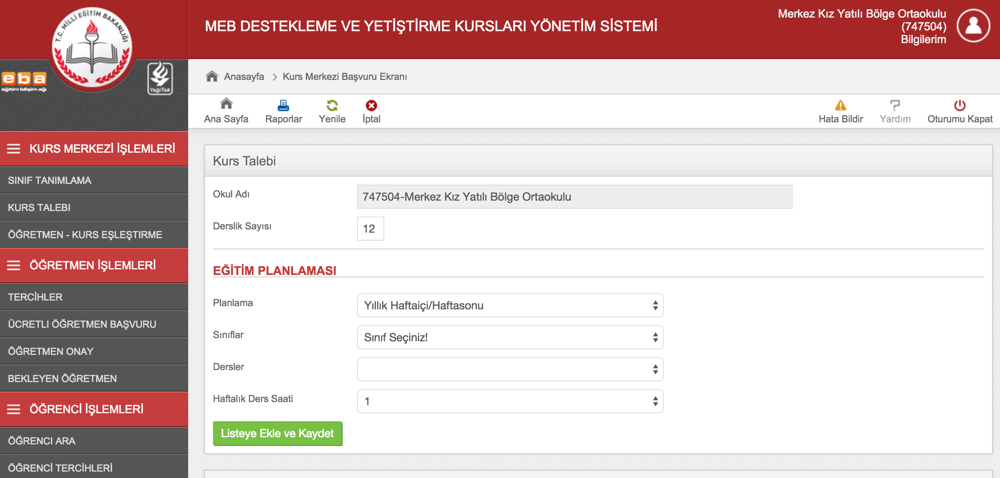 T.C. MİLLİ EĞİTİM BAKANLIĞI
eba
eğitim bilişim ağı
YeğiTek
MEB DESTEKLEME VE YETİŞTİRME KURSLARI YÖNETİM SİSTEMİ
Merkez Kız Yatılı Bölge Ortaokulu
(747504)
Bilgilerim
Anasayfa > Kurs Merkezi Başvuru Ekranı
Ana Sayfa Raporlar Yenile İptal Hata Bildir Yardım Oturumu Kapat
KURS MERKEZİ İŞLEMLERİ
SINIF TANIMLAMA
KURS TALEBI
ÖĞRETMEN - KURS EŞLEŞTIRME
ÖĞRETMEN İŞLEMLERİ
TERCİHLER
ÜCRETLI ÖĞRETMEN BAŞVURU
ÖĞRETMEN ONAY
BEKLEYEN ÖĞRETMEN
ÖĞRENCİ İŞLEMLERİ
ÖĞRENCI ARA
ÖĞRENCİ TERCİHLERİ
Kurs Talebi
Okul Adı 747504-Merkez Kız Yatılı Bölge Ortaokulu
Derslik Sayısı 12
EĞİTİM PLANLAMASI
Planlama Yıllık Haftaiçi/Haftasonu
Sınıflar Sınıf Seçiniz!
Dersler
Haftalık Ders Saati 1
Listeye Ekle ve Kaydet